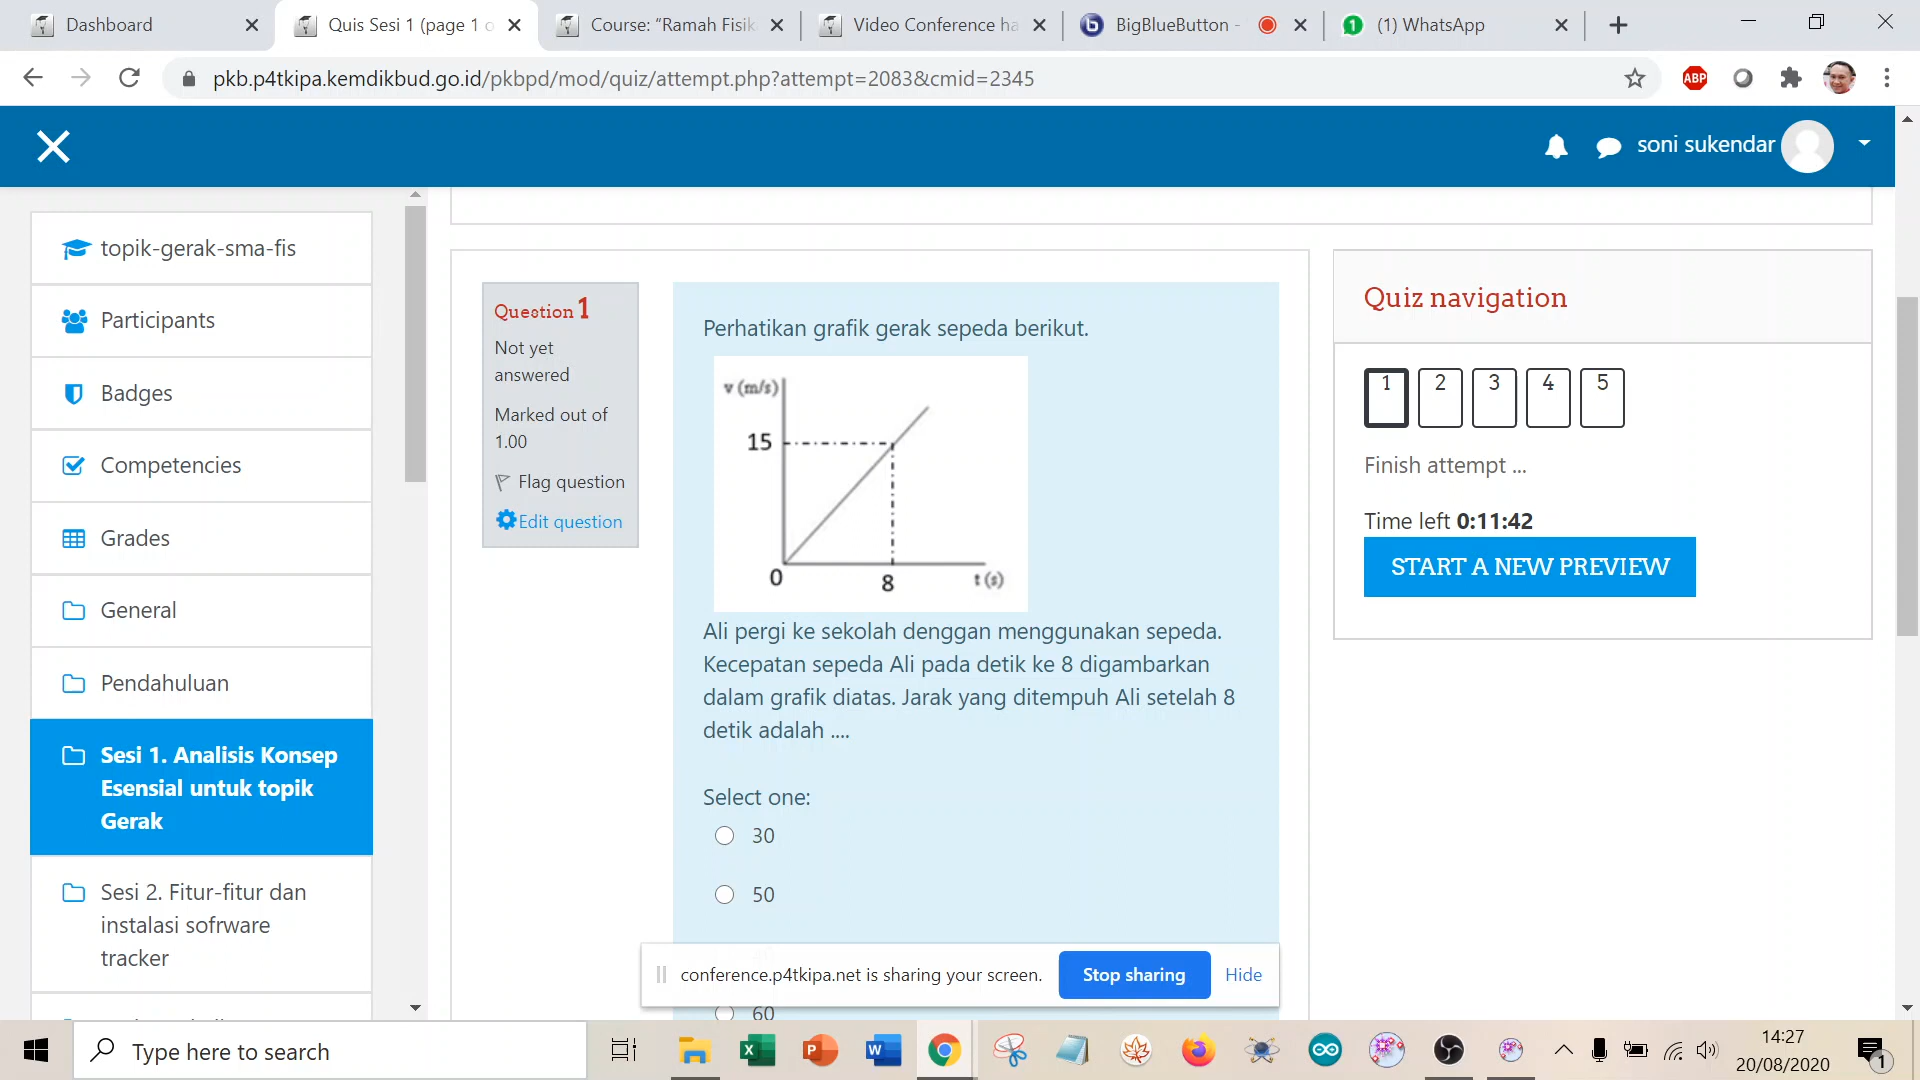 Dashboard
Quis Sesi 1 (page 1 o
Course: "Ramah Fisik
Video Conference ha
BigBlueButton -
1 (1) WhatsApp
pkb.p4tkipa.kemdikbud.go.id/pkbpd/mod/quiz/attempt.php?attempt=2083&cmid=2345
ABP
soni sukendar
topik-gerak-sma-fis
Participants
Badges
Competencies
Grades
General
Pendahuluan
Sesi 1. Analisis Konsep
Esensial untuk topik
Gerak
Sesi 2. Fitur-fitur dan
instalasi sofrware
tracker
Question 1
Not yet
answered
Marked out of
1.00
Flag question
Edit question
Perhatikan grafik gerak sepeda berikut.
v (m/s)
15
0
8
t (s)
Ali pergi ke sekolah denggan menggunakan sepeda.
Kecepatan sepeda Ali pada detik ke 8 digambarkan
dalam grafik diatas. Jarak yang ditempuh Ali setelah 8
detik adalah ....
Select one:
30
50
60
Quiz navigation
1 2 3 4 5
Finish attempt ...
Time left 0:11:42
START A NEW PREVIEW
conference.p4tkipa.net is sharing your screen.
Stop sharing
Hide
Type here to search
14:27
20/08/2020
1